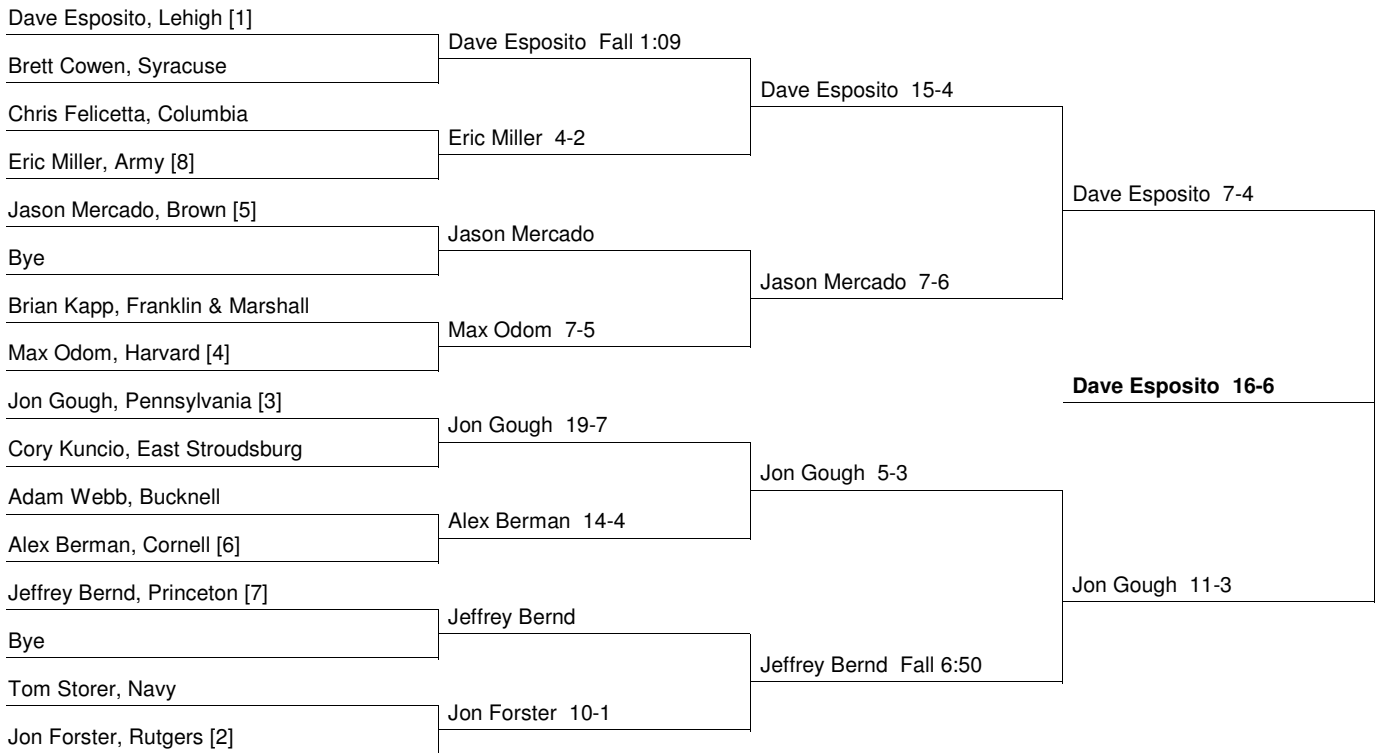 Dave Esposito, Lehigh [1]
Brett Cowen, Syracuse
Chris Felicetta, Columbia
Eric Miller, Army [8]
Jason Mercado, Brown [5]
Bye
Brian Kapp, Franklin & Marshall
Max Odom, Harvard [4]
Jon Gough, Pennsylvania [3]
Cory Kuncio, East Stroudsburg
Adam Webb, Bucknell
Alex Berman, Cornell [6]
Jeffrey Bernd, Princeton [7]
Bye
Tom Storer, Navy
Jon Forster, Rutgers [2]
Dave Esposito Fall 1:09
Eric Miller 4-2
Jason Mercado
Max Odom 7-5
Jon Gough 19-7
Alex Berman 14-4
Jeffrey Bernd
Jon Forster 10-1
Dave Esposito 15-4
Jason Mercado 7-6
Jon Gough 5-3
Jeffrey Bernd Fall 6:50
Dave Esposito 7-4
Jon Gough 11-3
Dave Esposito 16-6